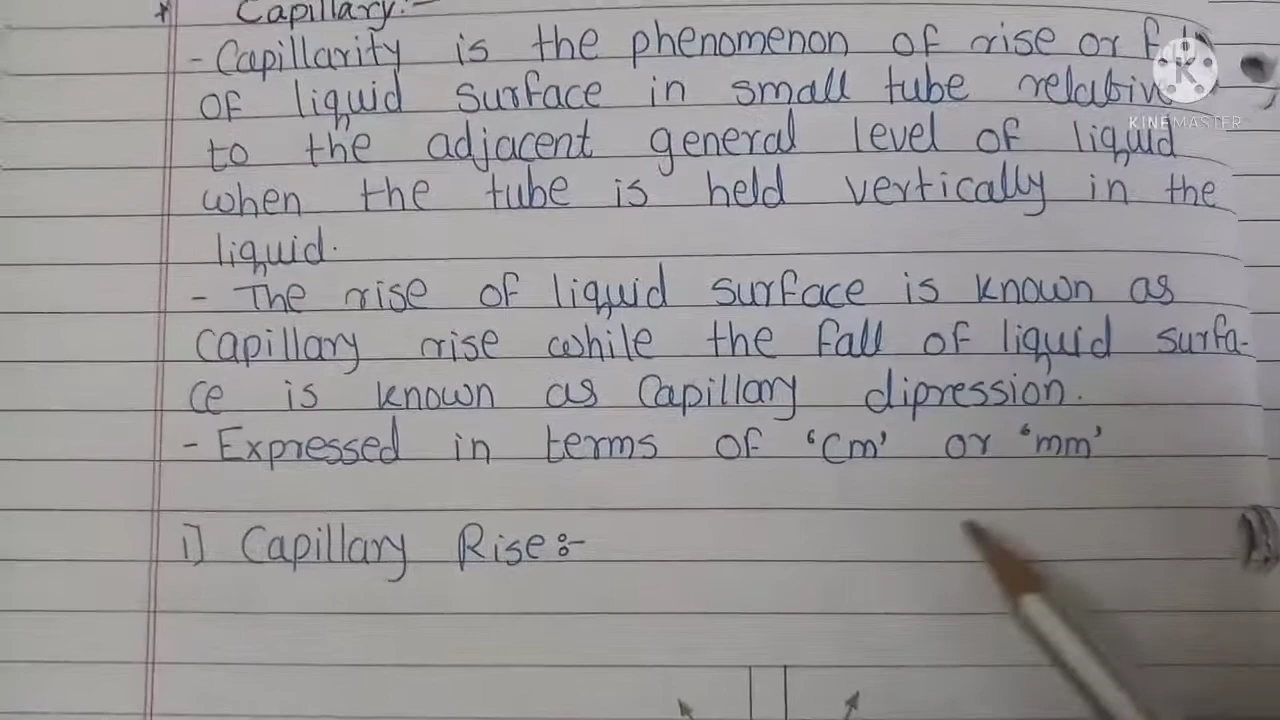 * Capillary:-
- Capillarity is the phenomenon of rise or
of liquid surface in small tube relative
to the adjacent general level of liquid
when the tube is held vertically in the
liquid.
- The rise of liquid surface is known as
capillary rise while the fall of liquid surfa-
ce is known as capillary dipression.
- Expressed in terms of 'cm' or 'mm'
i) Capillary Rise:-
KINEMASTER